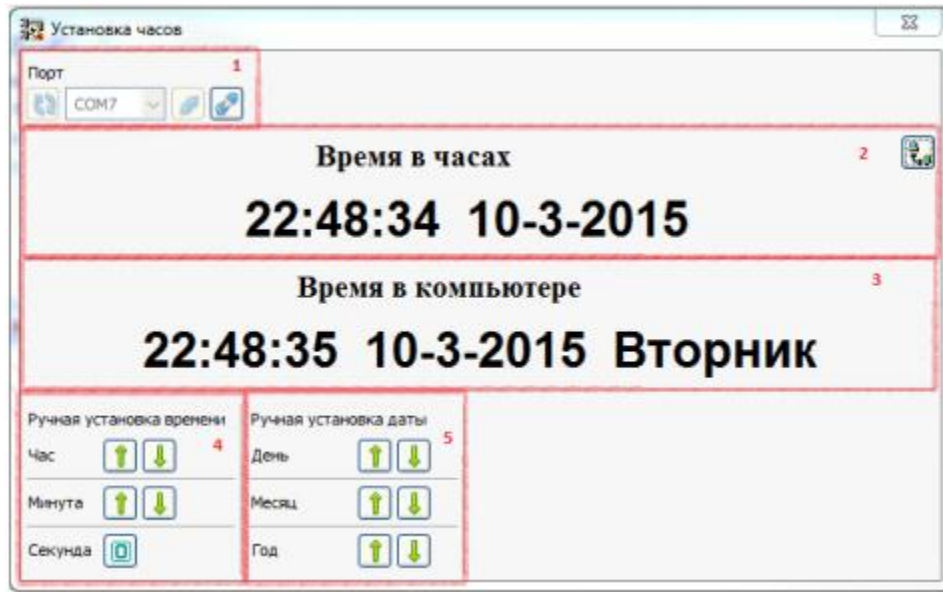 Установка часов
1
Порт
COM7
Время в часах
2
22:48:34 10-3-2015
Время в компьютере
3
22:48:35 10-3-2015 Вторник
Ручная установка времени
Час
4
Минута
Секунда
0
Ручная установка даты
5
День
Месяц
Год